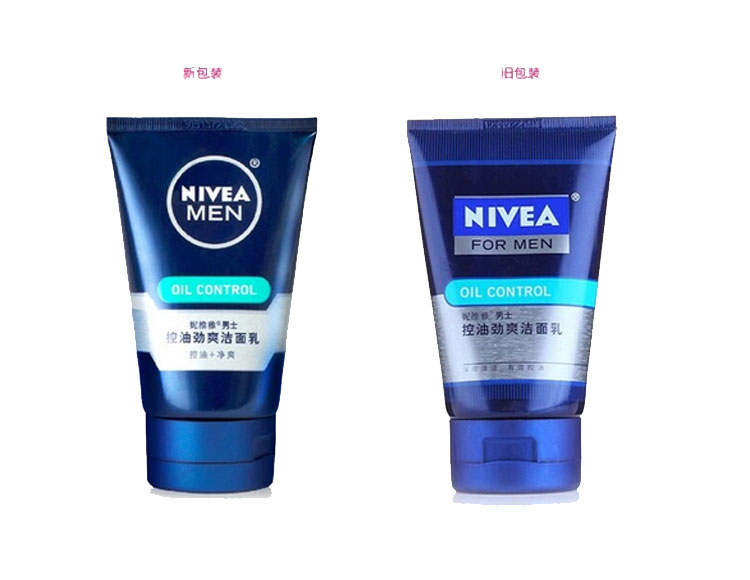 新包装
旧包装
NIVEA
MEN
®
OIL CONTROL
妮维雅®男士
控油劲爽洁面乳
控油+净爽
NIVEA
®
FOR MEN
OIL CONTROL
妮维雅®男士
控油劲爽洁面乳